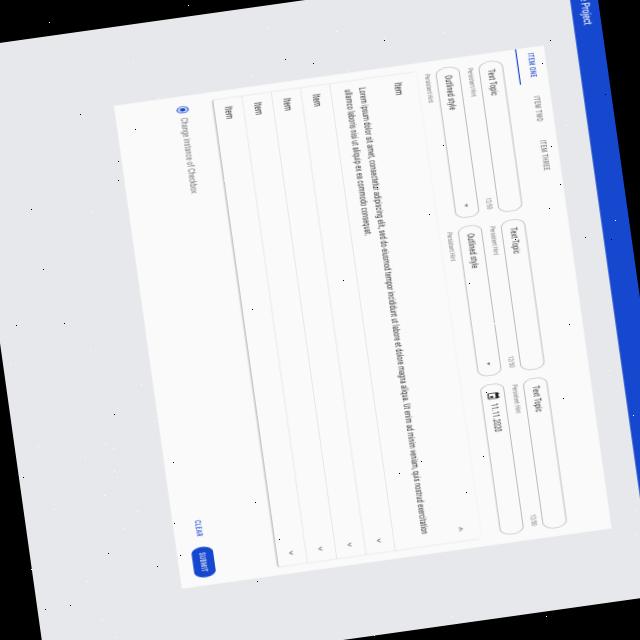 Project
ITEM ONE
ITEM TWO
ITEM THREE
Text Topic
Persistent Hint
12/50
Text-Topic
Persistent Hint
12/50
Text Topic
Persistent Hint
12/50
Outlined style
Persistent Hint
Outlined style
Persistent Hint
11.11.2020
Item
Lorem ipsum dolor sit amet, consectetur adipiscing elit, sed do eiusmod tempor incididunt ut labore et dolore magna aliqua. Ut enim ad minim veniam, quis nostrud exercitation
ullamco laboris nisi ut aliquip ex ea commodo consequat.
Item
Item
Item
Item
Change Instance of Checkbox
CLEAR
SUBMIT